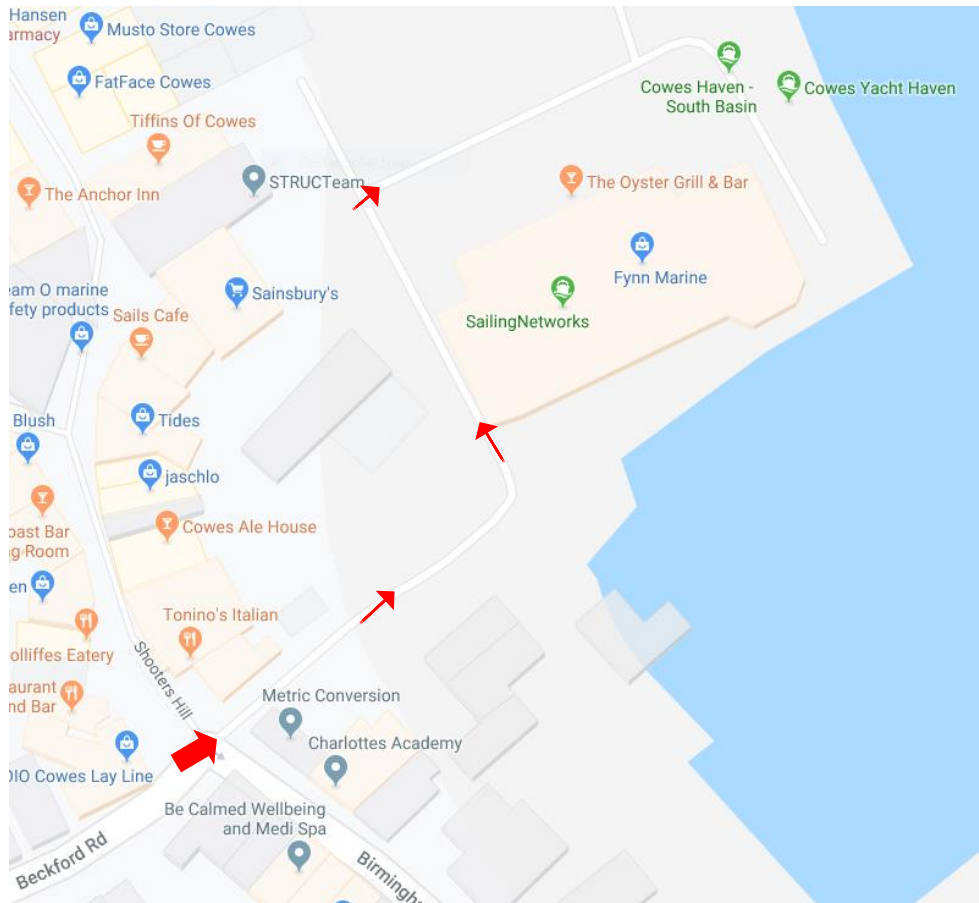 Hansen
armacy
Musto Store Cowes
FatFace Cowes
Tiffins Of Cowes
The Anchor Inn
STRUCTeam
Cowes Haven -
South Basin
Cowes Yacht Haven
The Oyster Grill & Bar
Fynn Marine
SailingNetworks
Sainsbury's
eam O marine
fety products
Sails Cafe
Blush
Tides
jaschlo
Cowes Ale House
oast Bar
g Room
en
Tonino's Italian
olliffes Eatery
Shooters Hill
aurant
nd Bar
Metric Conversion
Charlottes Academy
OIO Cowes Lay Line
Be Calmed Wellbeing
and Medi Spa
Beckford Rd
Birmingh